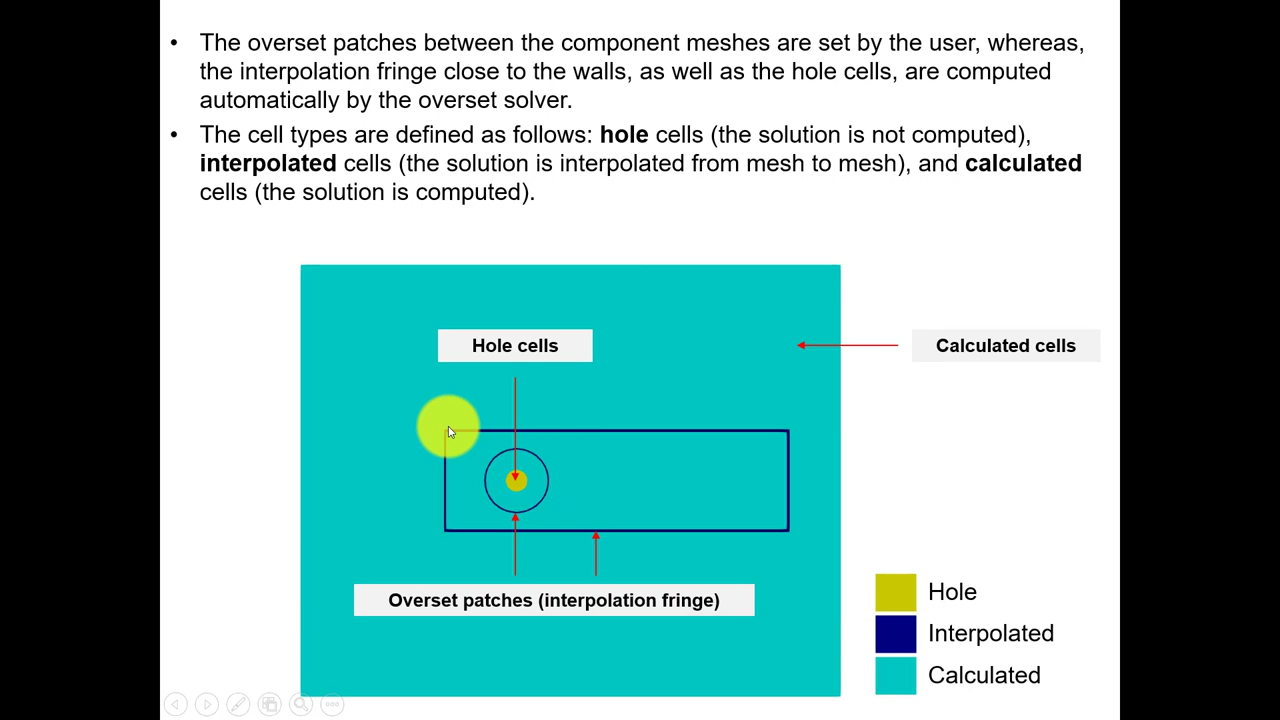 • The overset patches between the component meshes are set by the user, whereas,
the interpolation fringe close to the walls, as well as the hole cells, are computed
automatically by the overset solver.
• The cell types are defined as follows: hole cells (the solution is not computed),
interpolated cells (the solution is interpolated from mesh to mesh), and calculated
cells (the solution is computed).
Hole cells
Calculated cells
Overset patches (interpolation fringe)
Hole
Interpolated
Calculated